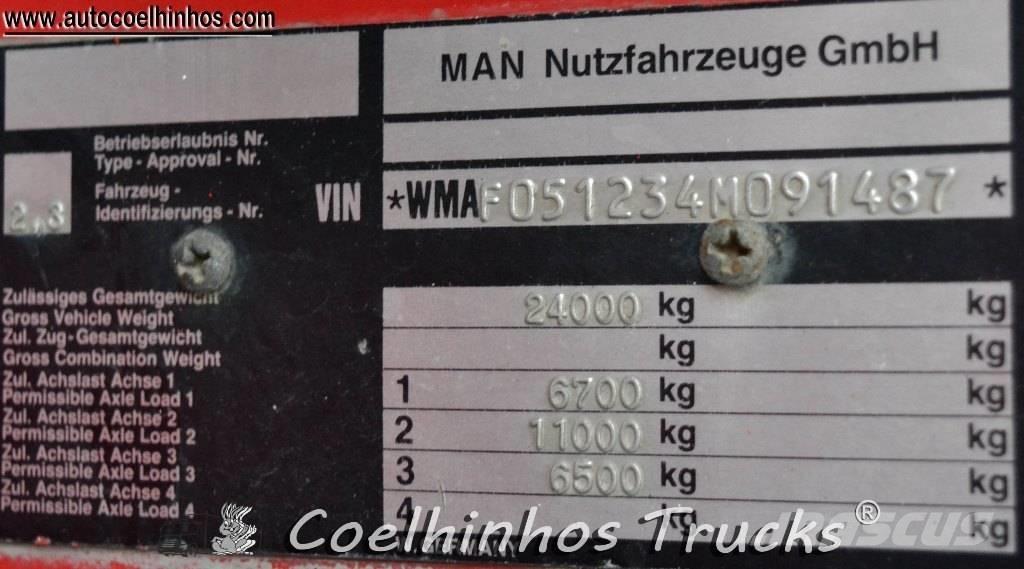 www.autocoelhinhos.com
MAN Nutzfahrzeuge GmbH
Betriebserlaubnis Nr.
Type - Approval - Nr.
2,8
Fahrzeug -
Identifizierungs - Nr.
VIN *WMAF051234M091487*
Zulässiges Gesamtgewicht
Gross Vehicle Weight
24000 kg kg
Zul. Zug-Gesamtgewicht
Gross Combination Weight
kg kg
Zul. Achslast Achse 1
Permissible Axle Load 1
1 6700 kg kg
Zul. Achslast Achse 2
Permissible Axle Load 2
2 11000 kg kg
Zul. Achslast Achse 3
Permissible Axle Load 3
3 6500 kg kg
Zul. Achslast Achse 4
Permissible Axle Load 4
4 kg kg
Coelhinhos Trucks®